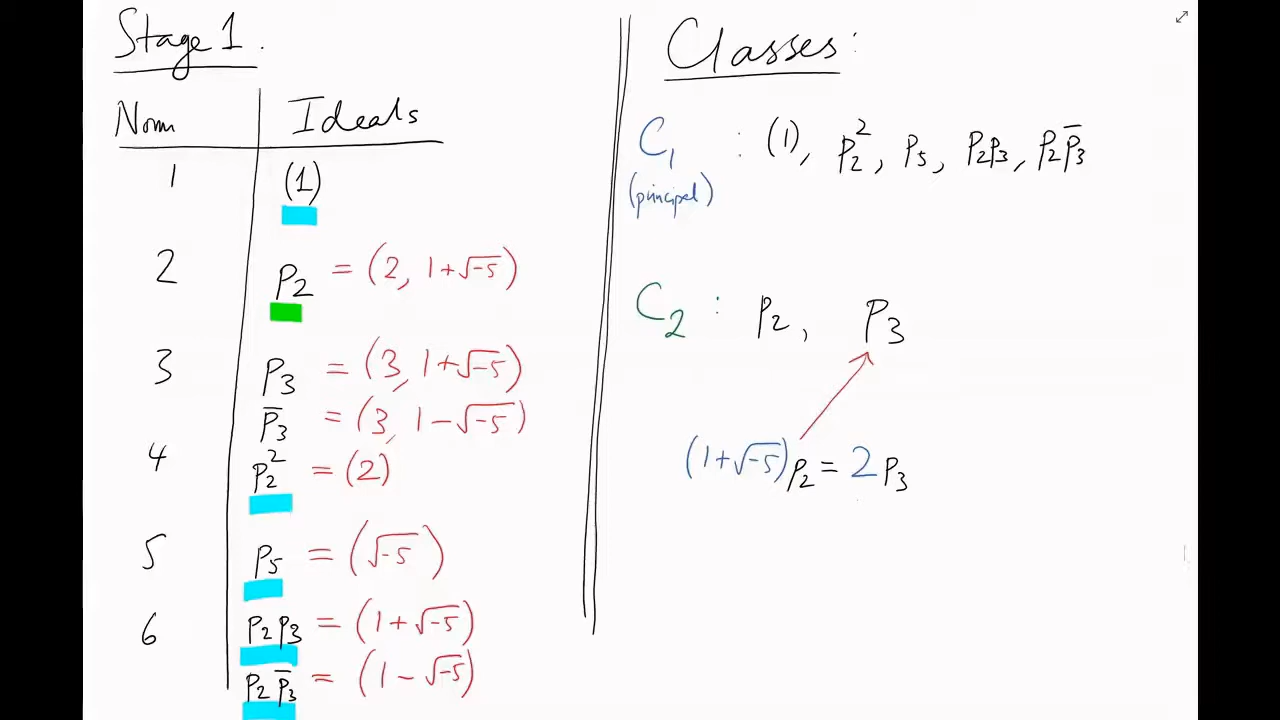 Stage 1.
Norm Ideals
1 (1)
2 p₂ = (2, 1+√-5)
3 p₃ = (3, 1+√-5)
p̄₃ = (3, 1-√-5)
4 p₂² = (2)
5 p₅ = (√-5)
6 p₂p₃ = (1+√-5)
p₂p̄₃ = (1-√-5)
Classes:
C₁ : (1), p₂², p₅, p₂p₃, p₂p̄₃
(principal)
C₂ : p₂, p₃
(1+√-5)p₂ = 2p₃